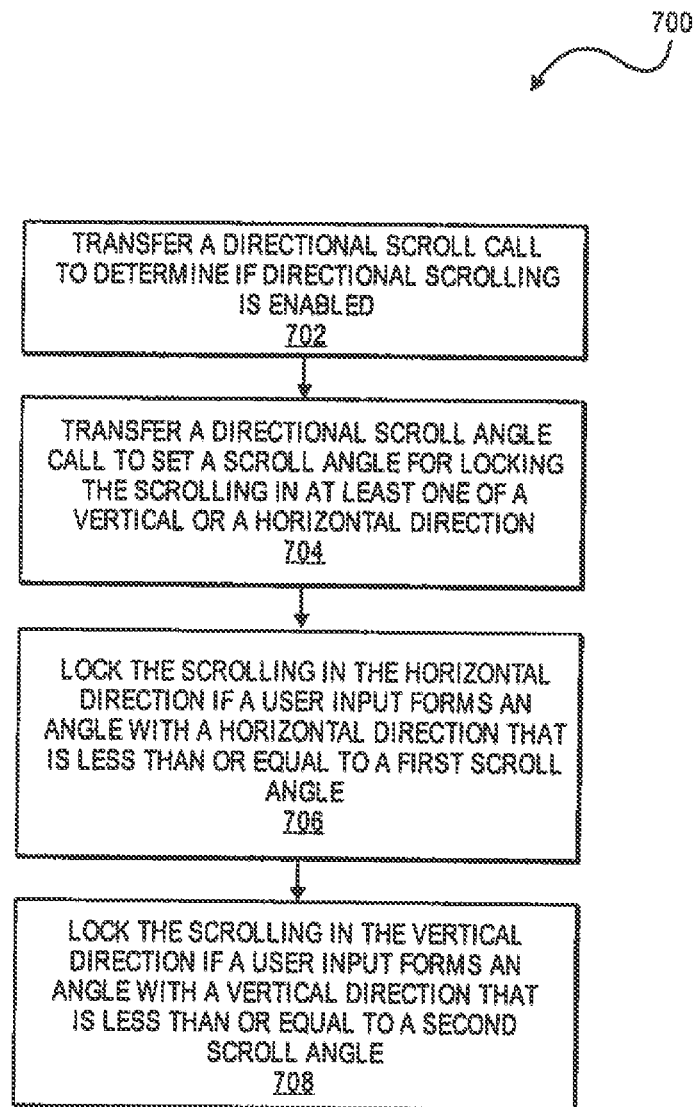 700
TRANSFER A DIRECTIONAL SCROLL CALL
TO DETERMINE IF DIRECTIONAL SCROLLING
IS ENABLED
702
TRANSFER A DIRECTIONAL SCROLL ANGLE
CALL TO SET A SCROLL ANGLE FOR LOCKING
THE SCROLLING IN AT LEAST ONE OF A
VERTICAL OR A HORIZONTAL DIRECTION
704
LOCK THE SCROLLING IN THE HORIZONTAL
DIRECTION IF A USER INPUT FORMS AN
ANGLE WITH A HORIZONTAL DIRECTION THAT
IS LESS THAN OR EQUAL TO A FIRST SCROLL
ANGLE
706
LOCK THE SCROLLING IN THE VERTICAL
DIRECTION IF A USER INPUT FORMS AN
ANGLE WITH A VERTICAL DIRECTION THAT
IS LESS THAN OR EQUAL TO A SECOND
SCROLL ANGLE
708